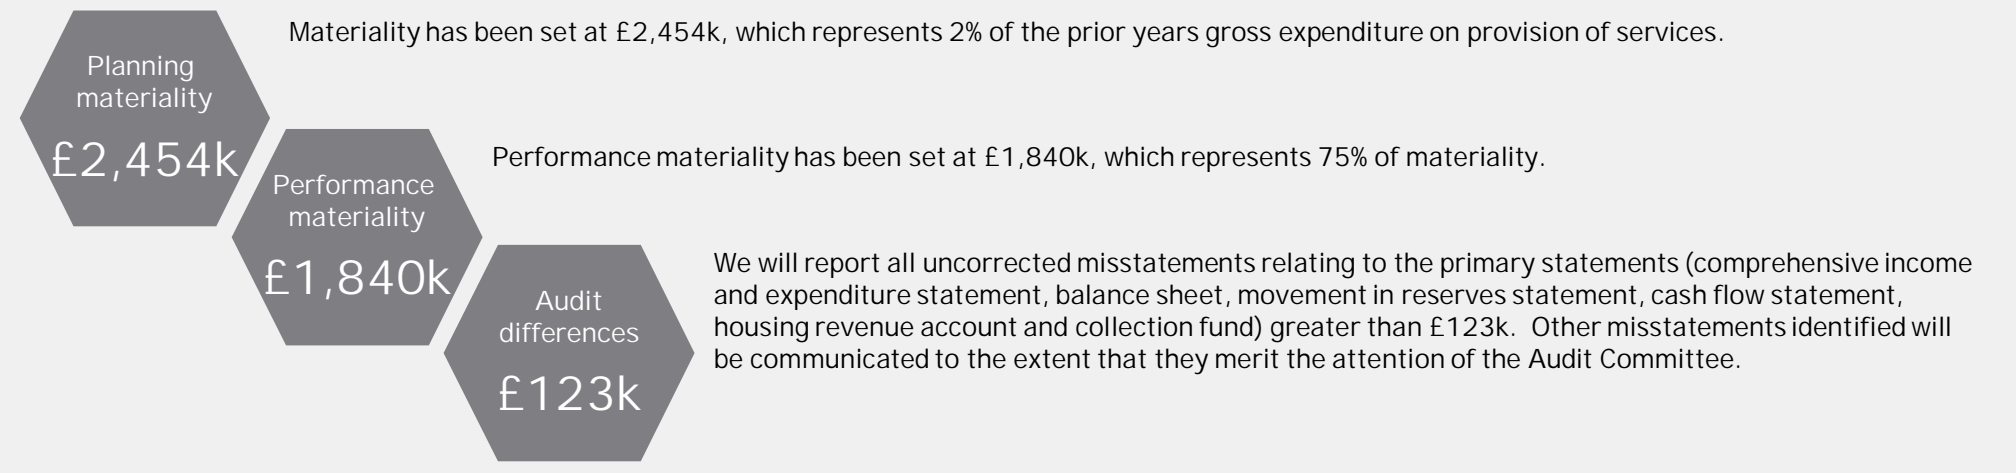 Planning
materiality
£2,454k
Materiality has been set at £2,454k, which represents 2% of the prior years gross expenditure on provision of services.
Performance
materiality
£1,840k
Performance materiality has been set at £1,840k, which represents 75% of materiality.
Audit
differences
£123k
We will report all uncorrected misstatements relating to the primary statements (comprehensive income
and expenditure statement, balance sheet, movement in reserves statement, cash flow statement,
housing revenue account and collection fund) greater than £123k. Other misstatements identified will
be communicated to the extent that they merit the attention of the Audit Committee.